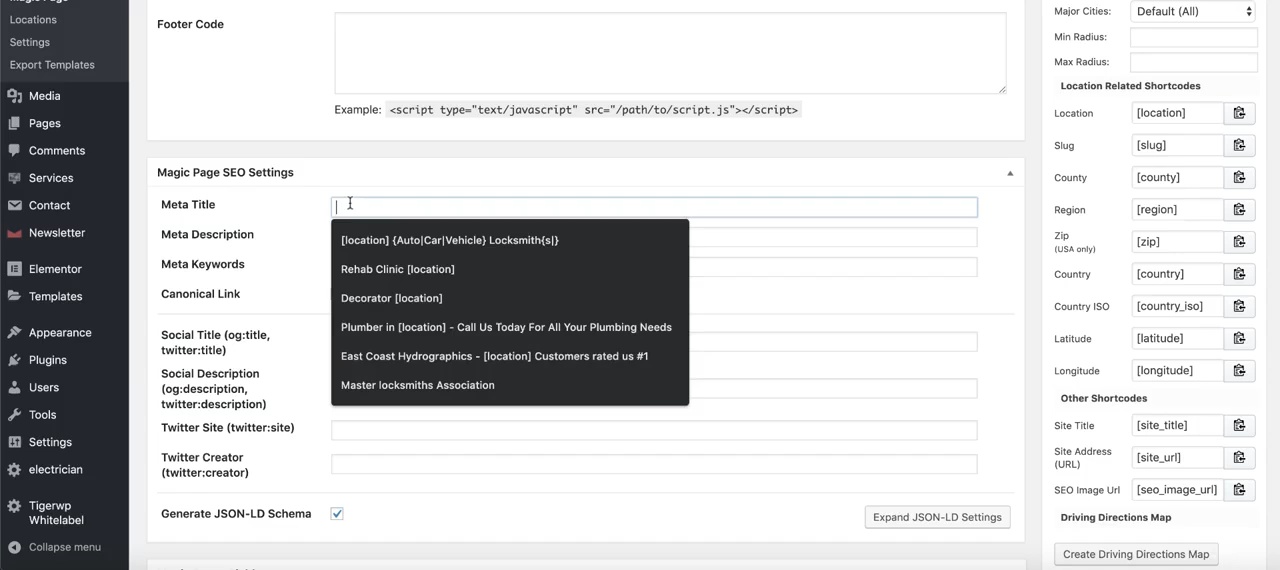 Locations
Settings
Export Templates
Media
Pages
Comments
Services
Contact
Newsletter
Elementor
Templates
Appearance
Plugins
Users
Tools
Settings
electrician
Tigerwp
Whitelabel
Collapse menu
Footer Code
Example: <script type="text/javascript" src="/path/to/script.js"></script>
Magic Page SEO Settings
Meta Title
Meta Description
Meta Keywords
Canonical Link
[location] {Auto|Car|Vehicle} Locksmith{s|}
Rehab Clinic [location]
Decorator [location]
Plumber in [location] - Call Us Today For All Your Plumbing Needs
East Coast Hydrographics - [location] Customers rated us #1
Master locksmiths Association
Social Title (og:title,
twitter:title)
Social Description
(og:description,
twitter:description)
Twitter Site (twitter:site)
Twitter Creator
(twitter:creator)
Generate JSON-LD Schema
Expand JSON-LD Settings
Major Cities: Default (All)
Min Radius:
Max Radius:
Location Related Shortcodes
Location [location]
Slug [slug]
County [county]
Region [region]
Zip [zip]
(USA only)
Country [country]
Country ISO [country_iso]
Latitude [latitude]
Longitude [longitude]
Other Shortcodes
Site Title [site_title]
Site Address [site_url]
(URL)
SEO Image Url [seo_image_url]
Driving Directions Map
Create Driving Directions Map